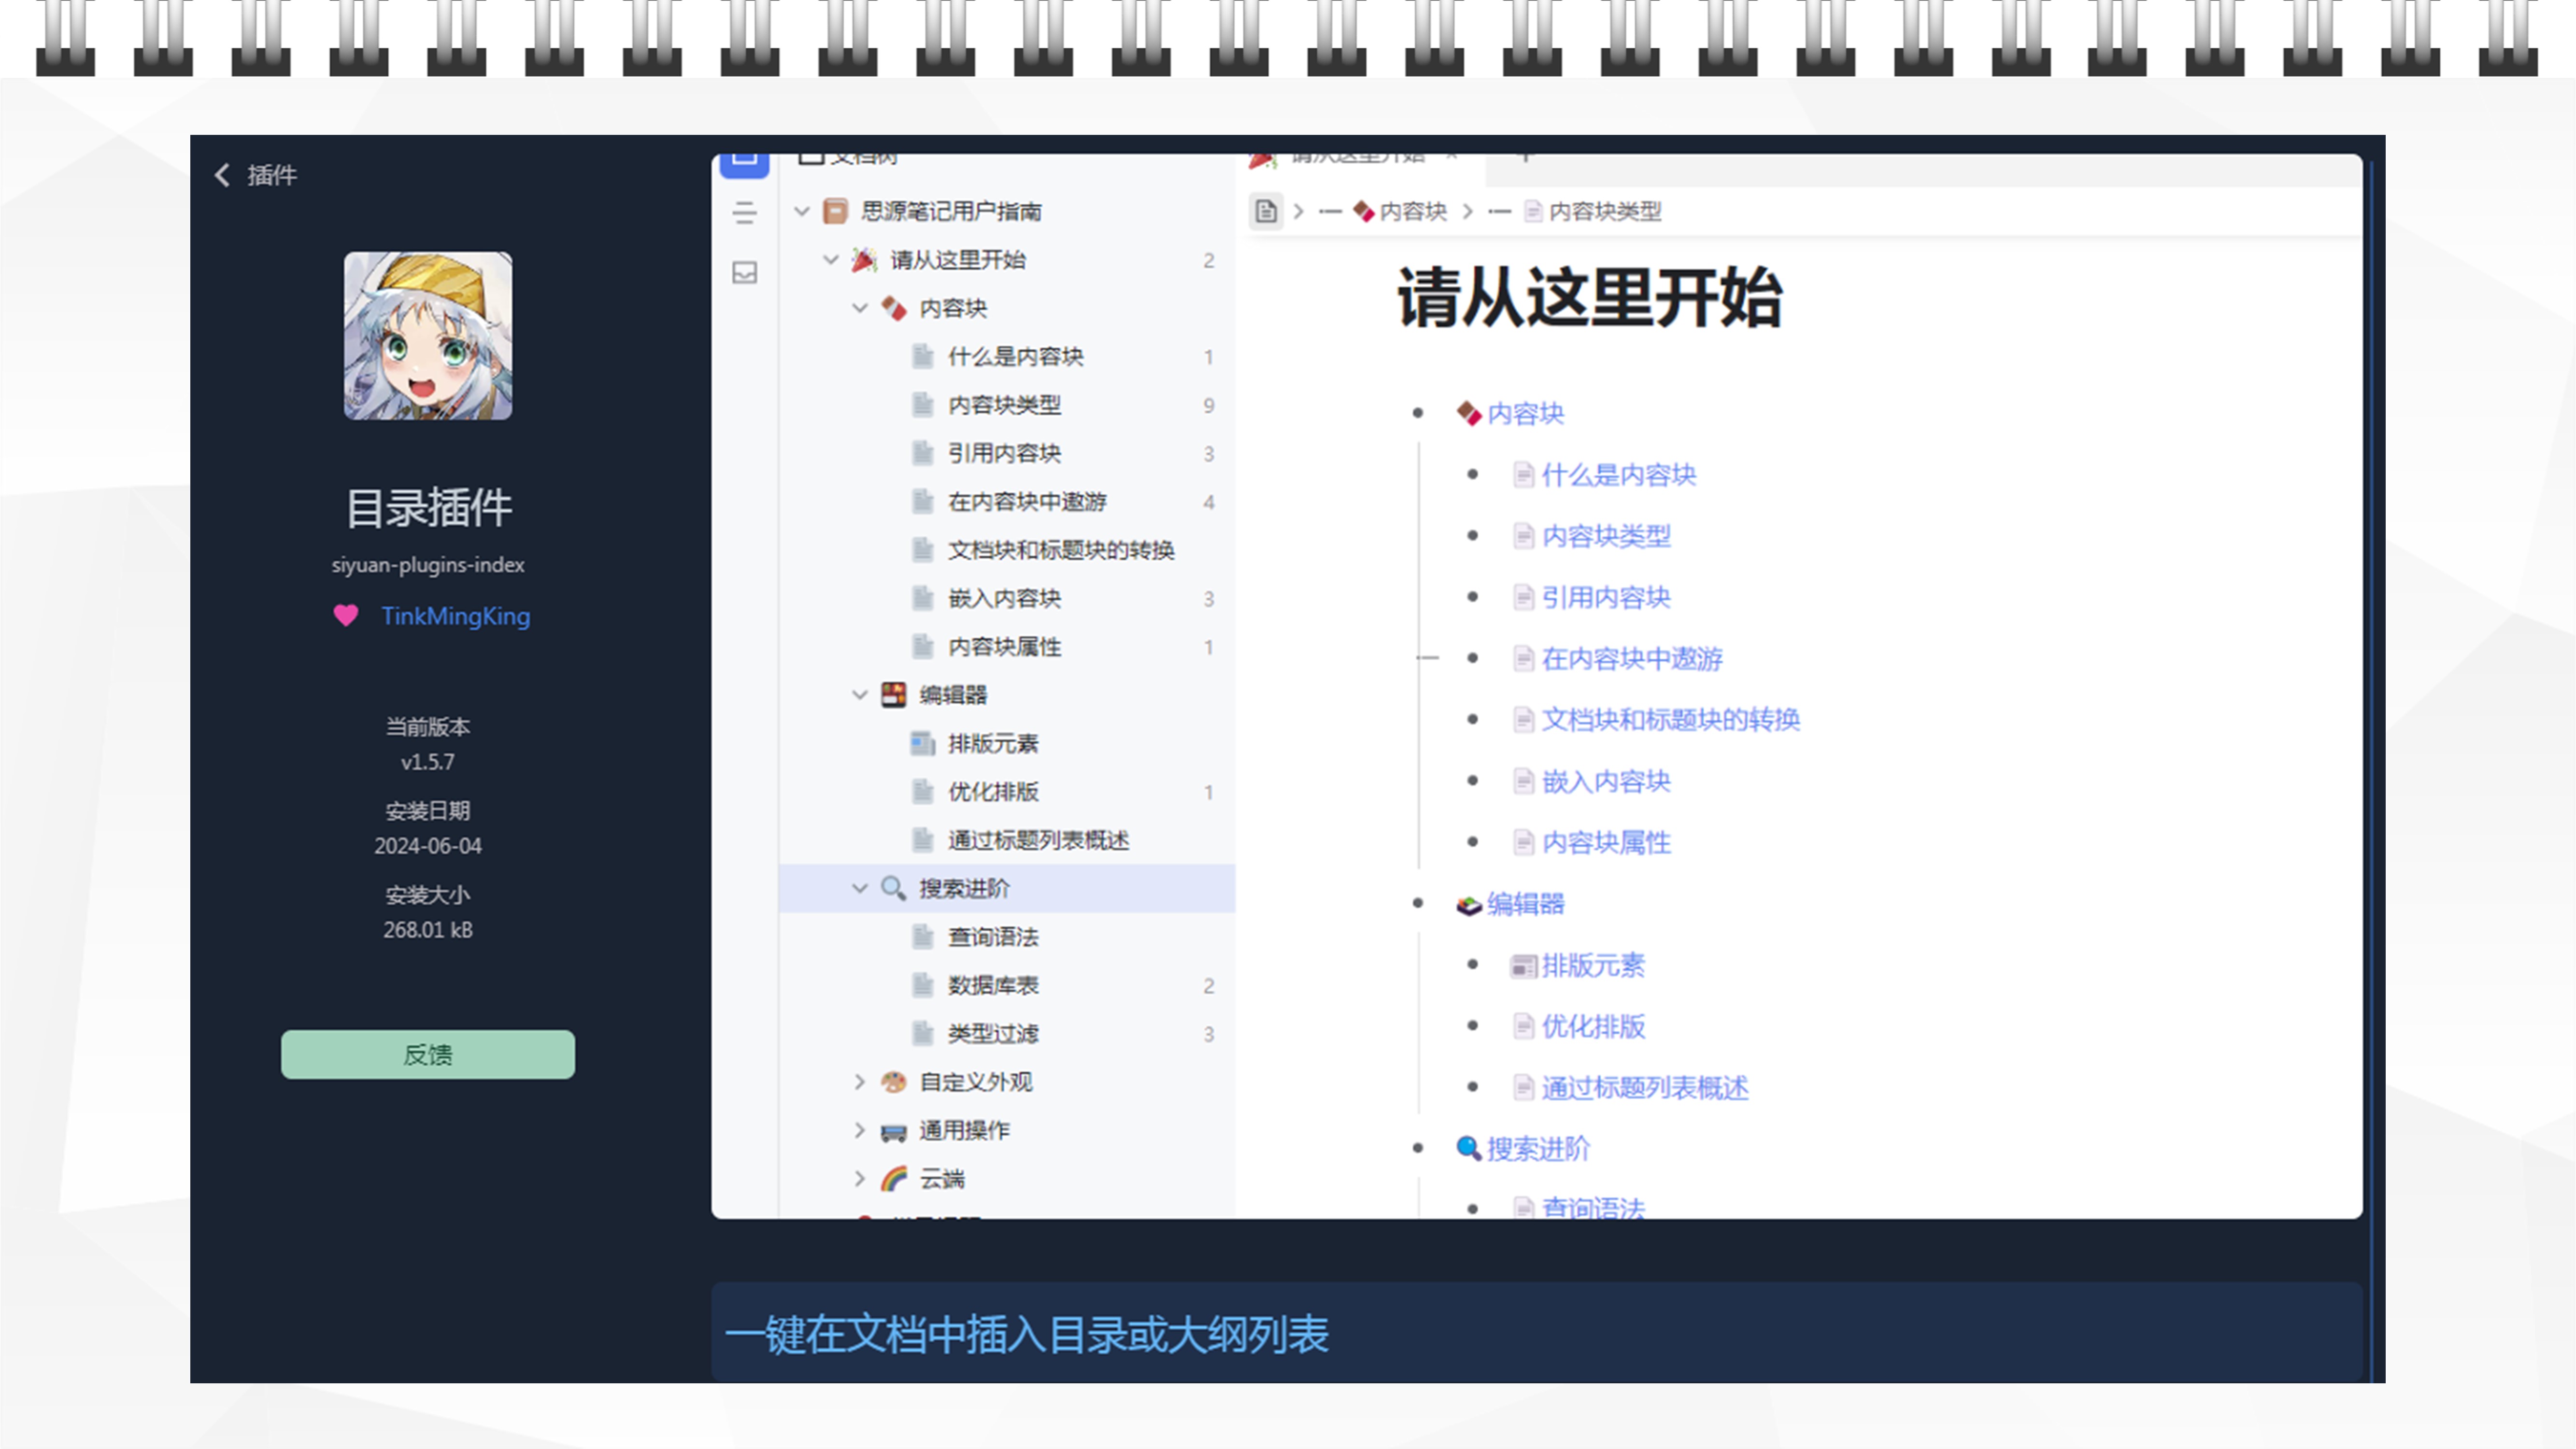 插件
目录插件
siyuan-plugins-index
TinkMingKing
当前版本
v1.5.7
安装日期
2024-06-04
安装大小
268.01 kB
反馈
文档树
思源笔记用户指南
请从这里开始 2
内容块
什么是内容块 1
内容块类型 9
引用内容块 3
在内容块中遨游 4
文档块和标题块的转换
嵌入内容块 3
内容块属性 1
编辑器
排版元素
优化排版 1
通过标题列表概述
搜索进阶
查询语法
数据库表 2
类型过滤 3
自定义外观
通用操作
云端
请从这里开始
内容块 内容块类型
请从这里开始
内容块
什么是内容块
内容块类型
引用内容块
在内容块中遨游
文档块和标题块的转换
嵌入内容块
内容块属性
编辑器
排版元素
优化排版
通过标题列表概述
搜索进阶
查询语法
一键在文档中插入目录或大纲列表